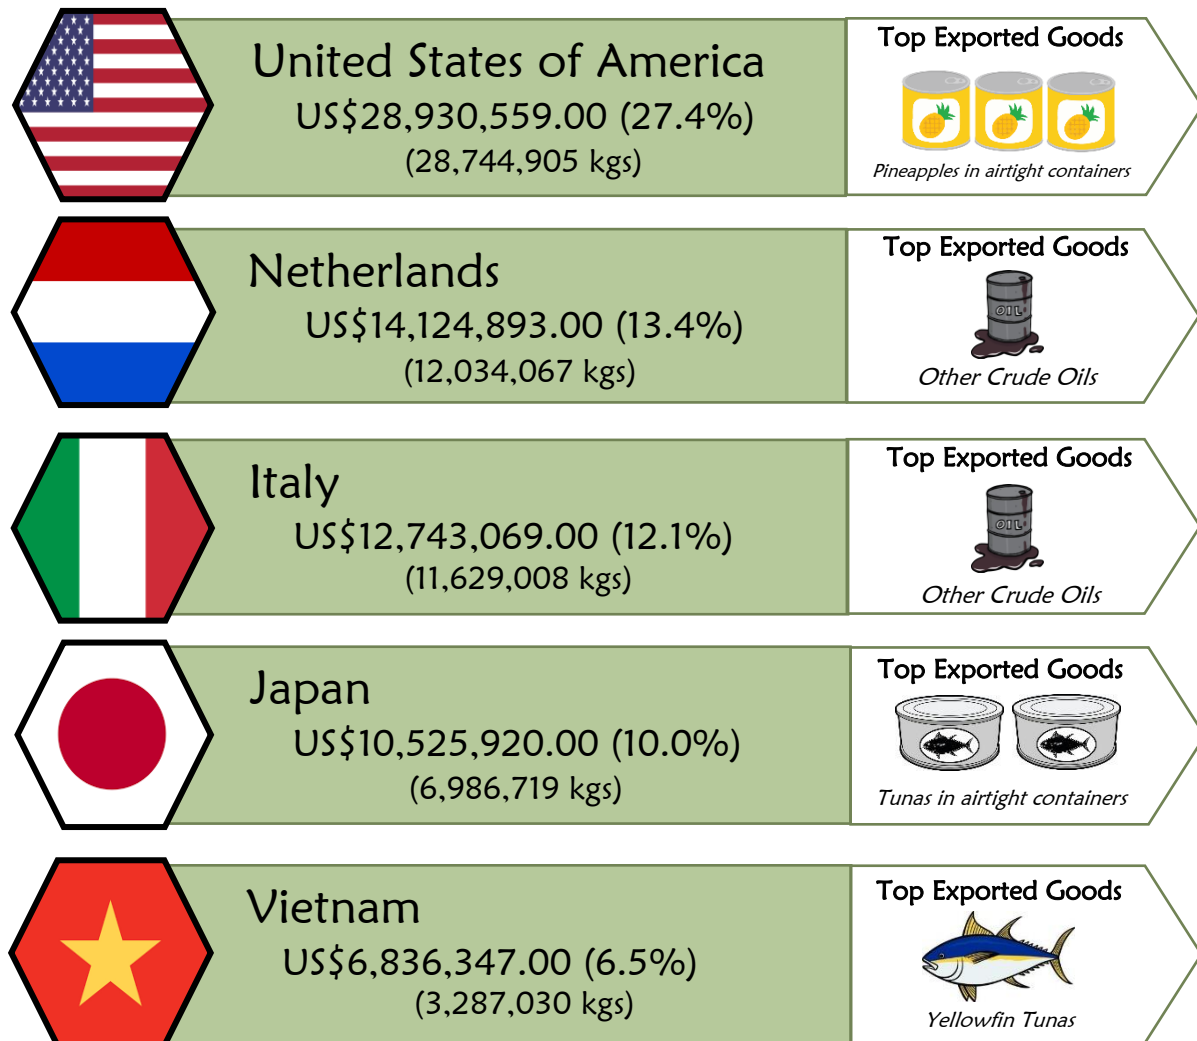 United States of America
US$28,930,559.00 (27.4%)
(28,744,905 kgs)
Top Exported Goods
Pineapples in airtight containers
Netherlands
US$14,124,893.00 (13.4%)
(12,034,067 kgs)
Top Exported Goods
OIL
Other Crude Oils
Italy
US$12,743,069.00 (12.1%)
(11,629,008 kgs)
Top Exported Goods
OIL
Other Crude Oils
Japan
US$10,525,920.00 (10.0%)
(6,986,719 kgs)
Top Exported Goods
Tunas in airtight containers
Vietnam
US$6,836,347.00 (6.5%)
(3,287,030 kgs)
Top Exported Goods
Yellowfin Tunas